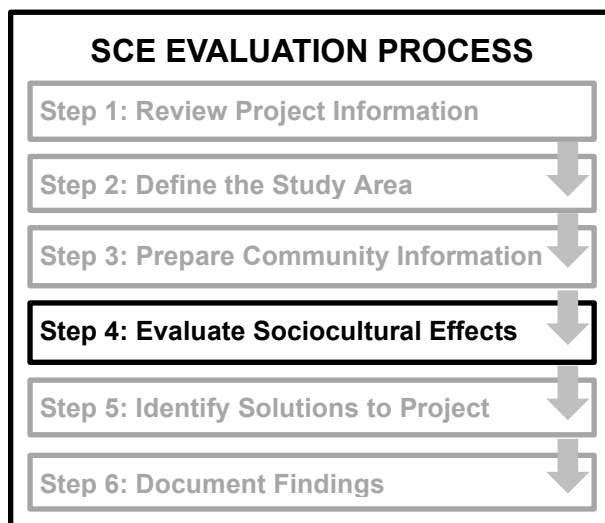 SCE EVALUATION PROCESS
Step 1: Review Project Information
Step 2: Define the Study Area
Step 3: Prepare Community Information
Step 4: Evaluate Sociocultural Effects
Step 5: Identify Solutions to Project
Step 6: Document Findings